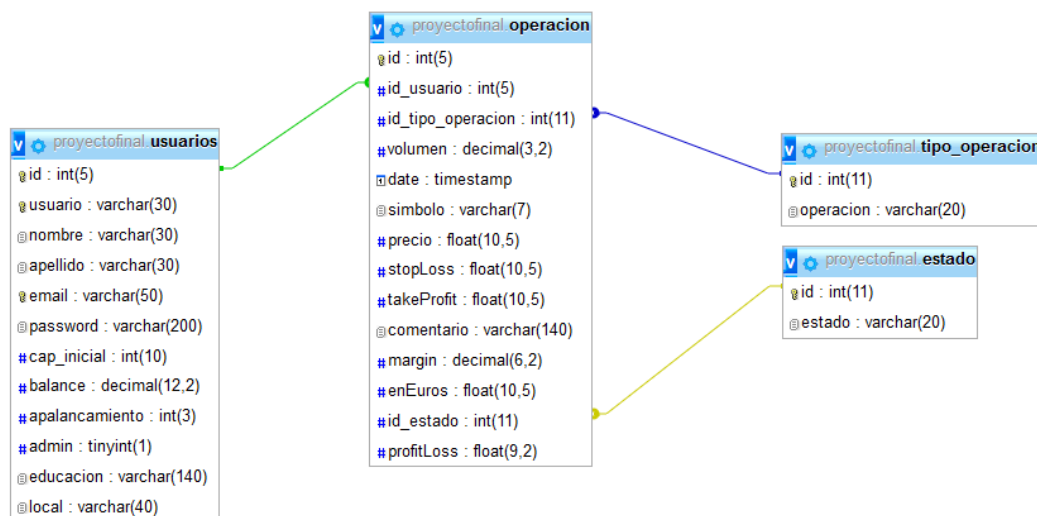 proyectofinal.usuarios
id : int(5)
usuario : varchar(30)
nombre : varchar(30)
apellido : varchar(30)
email : varchar(50)
password : varchar(200)
#cap_inicial : int(10)
#balance : decimal(12,2)
#apalancamiento : int(3)
#admin : tinyint(1)
educacion : varchar(140)
local : varchar(40)
proyectofinal.operacion
id : int(5)
#id_usuario : int(5)
#id_tipo_operacion : int(11)
#volumen : decimal(3,2)
date : timestamp
simbolo : varchar(7)
#precio : float(10,5)
#stopLoss : float(10,5)
#takeProfit : float(10,5)
comentario : varchar(140)
#margin : decimal(6,2)
#enEuros : float(10,5)
#id_estado : int(11)
#profitLoss : float(9,2)
proyectofinal.tipo_operacion
id : int(11)
operacion : varchar(20)
proyectofinal.estado
id : int(11)
estado : varchar(20)